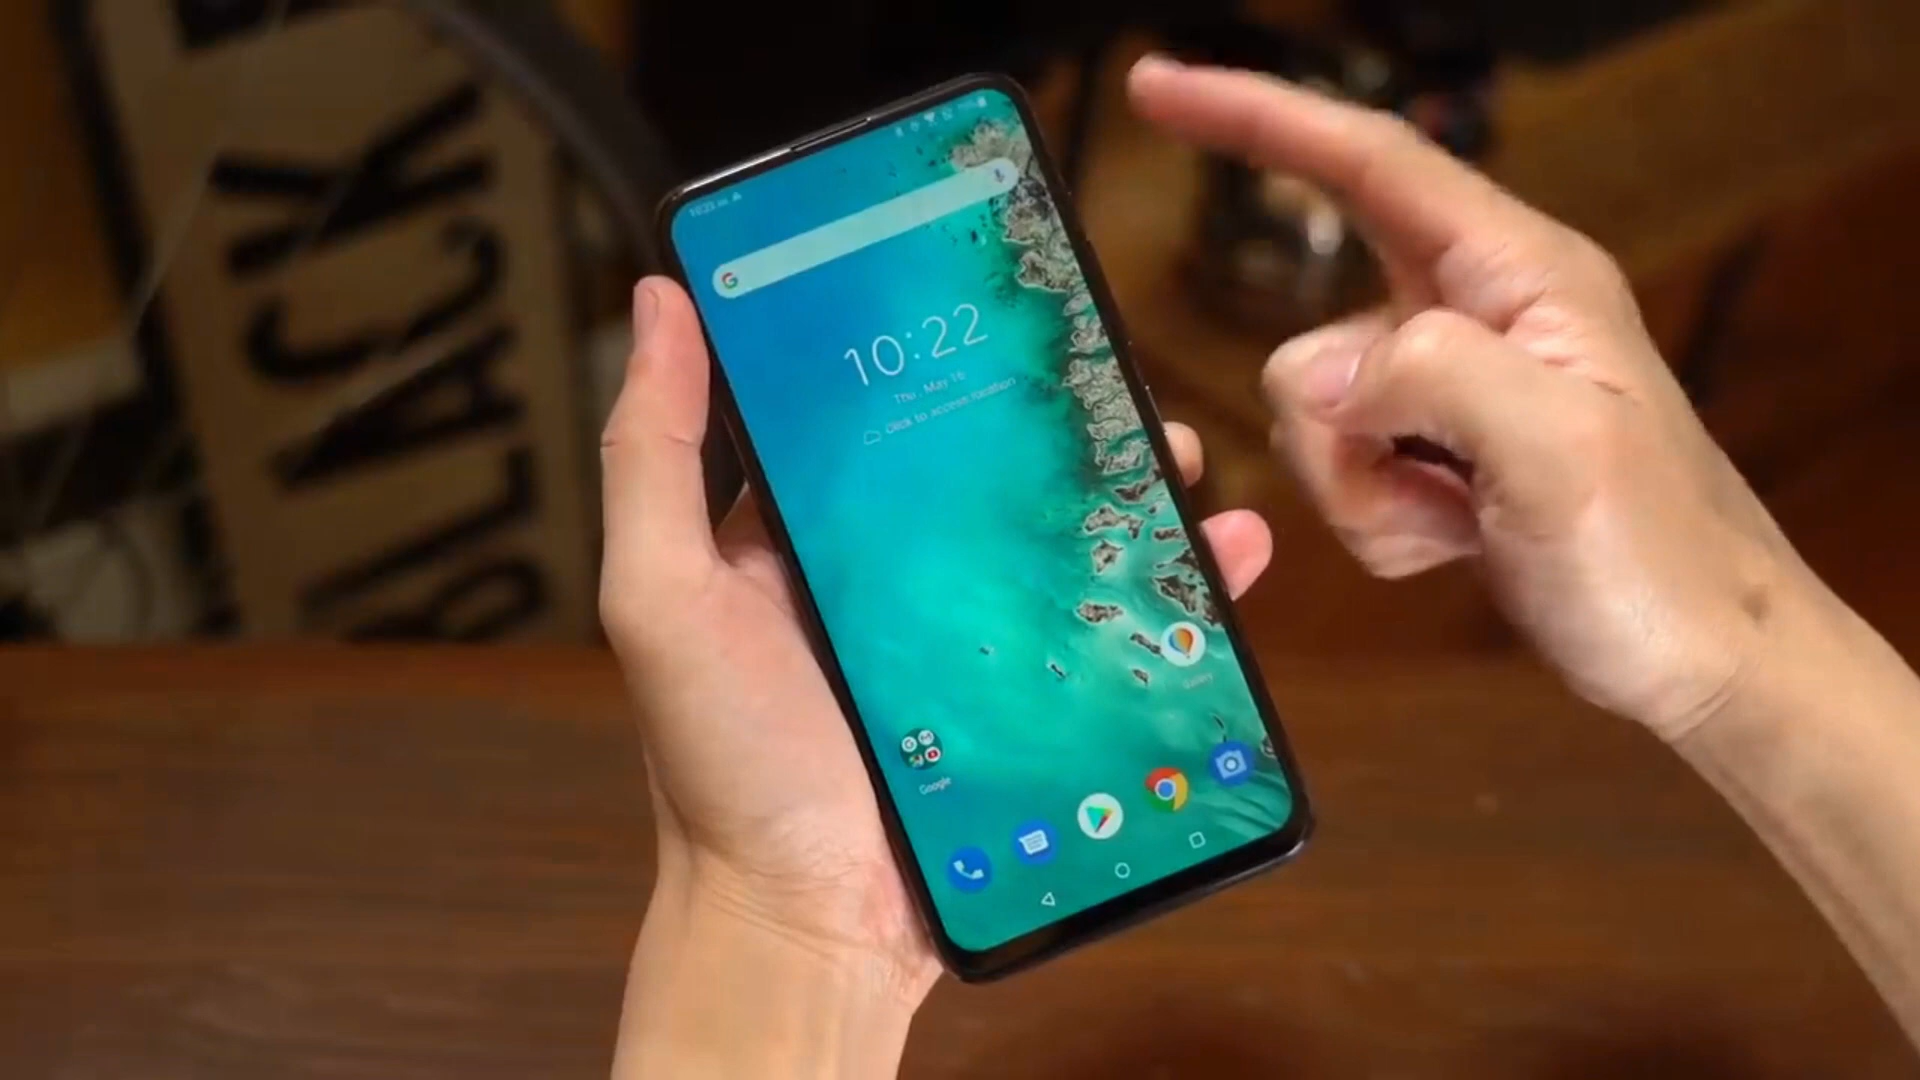 BLACK
10:22
Thu, May 16
Click to access location
Gallery
Google